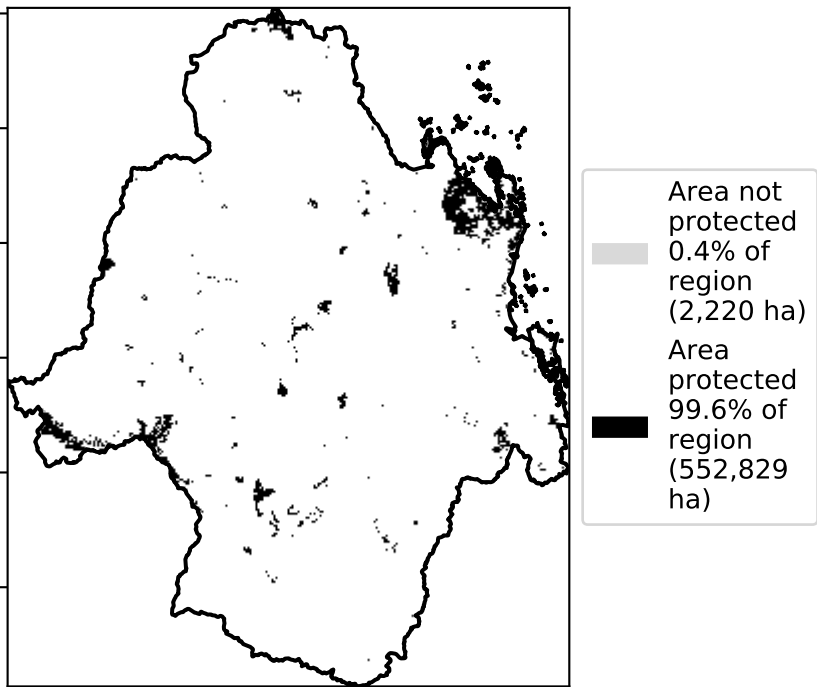 Area not
protected
0.4% of
region
(2,220 ha)
Area
protected
99.6% of
region
(552,829
ha)